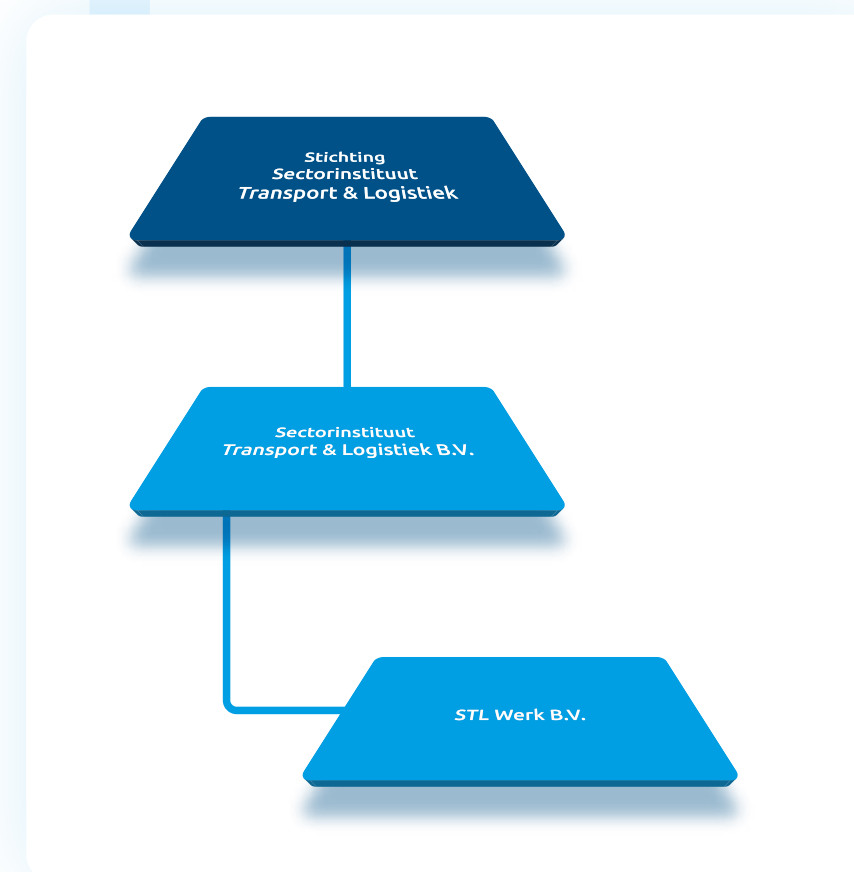 Stichting
Sectorinstituut
Transport & Logistiek
Sectorinstituut
Transport & Logistiek B.V.
STL Werk B.V.